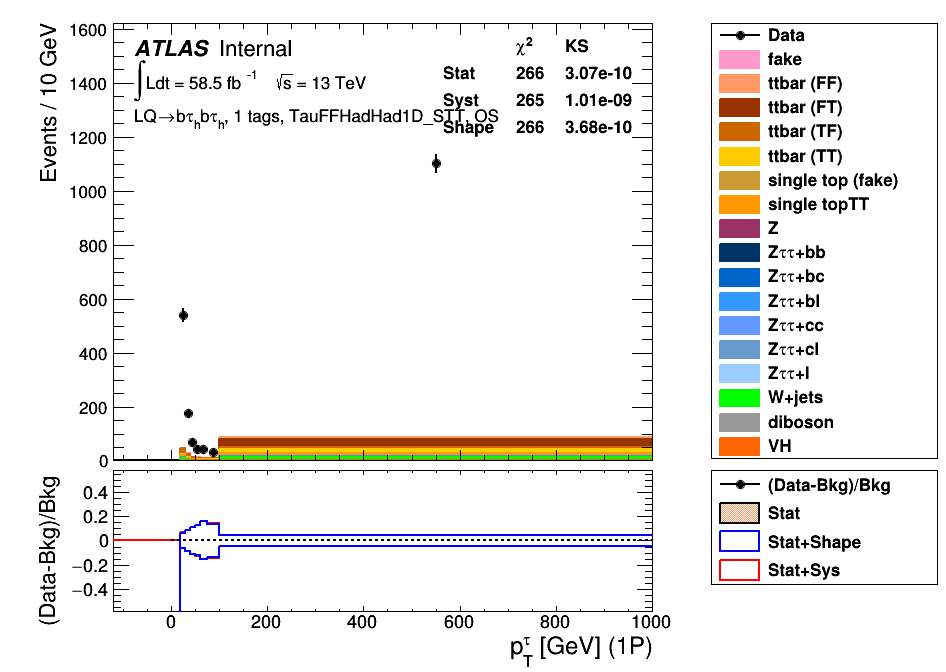 ATLAS Internal
∫Ldt = 58.5 fb⁻¹ √s = 13 TeV
LQ→bτₕbτₕ, 1 tags, TauFFHadHad1D_STT, OS
χ² KS
Stat 266 3.07e-10
Syst 265 1.01e-09
Shape 266 3.68e-10
Events / 10 GeV
1600
1400
1200
1000
800
600
400
200
0
(Data-Bkg)/Bkg
0.4
0.2
0
−0.2
−0.4
0 200 400 600 800 1000
p_T^τ [GeV] (1P)
Data
fake
ttbar (FF)
ttbar (FT)
ttbar (TF)
ttbar (TT)
single top (fake)
single topTT
Z
Zττ+bb
Zττ+bc
Zττ+bl
Zττ+cc
Zττ+cl
Zττ+l
W+jets
diboson
VH
(Data-Bkg)/Bkg
Stat
Stat+Shape
Stat+Sys